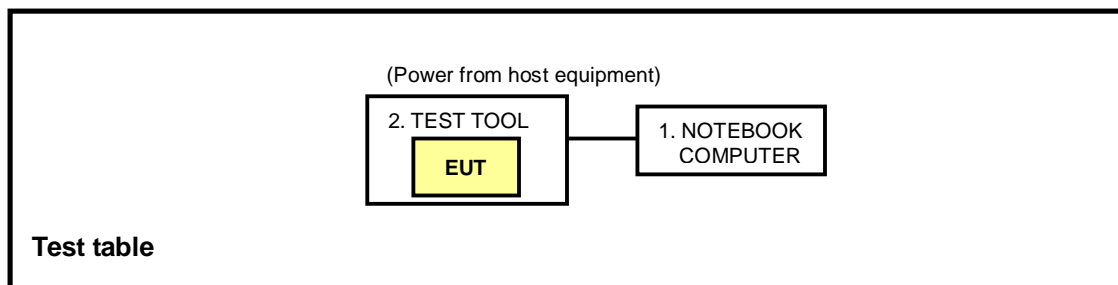 (Power from host equipment)
2. TEST TOOL
EUT
1. NOTEBOOK
COMPUTER
Test table